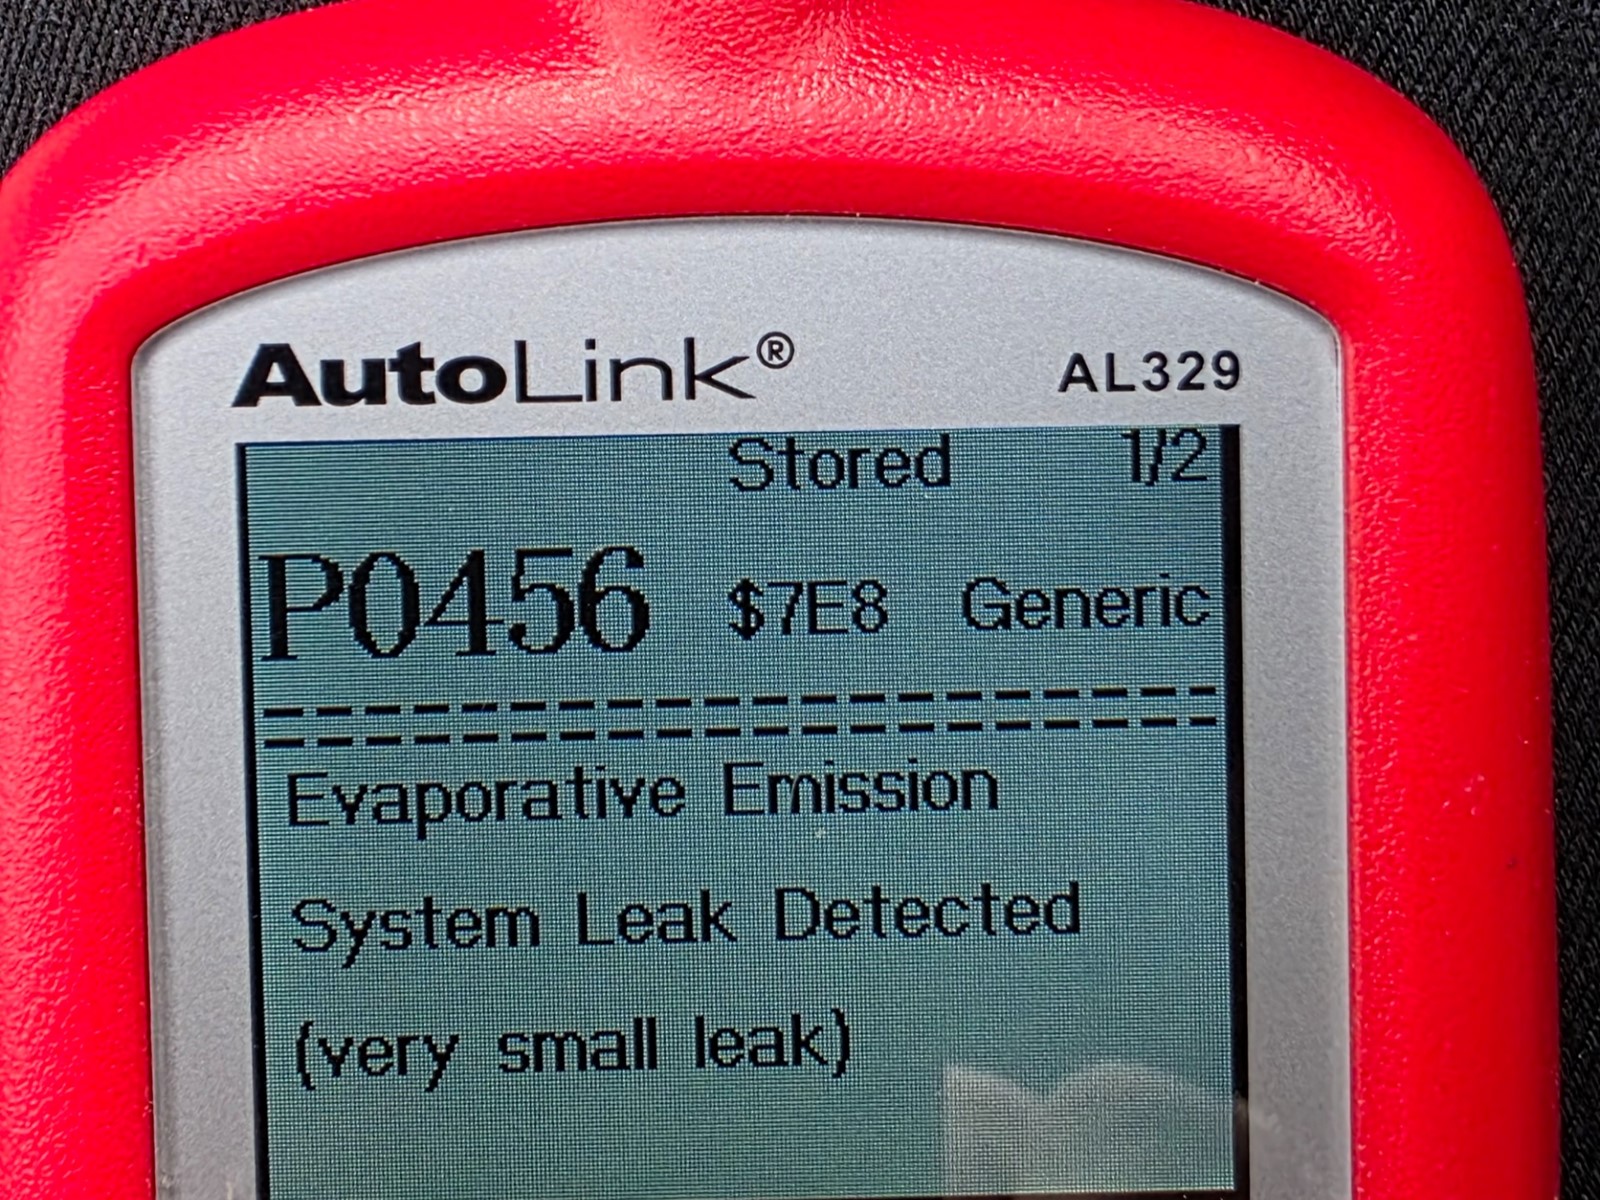 AutoLink® AL329
Stored 1/2
P0456 $7E8 Generic
Evaporative Emission
System Leak Detected
(very small leak)